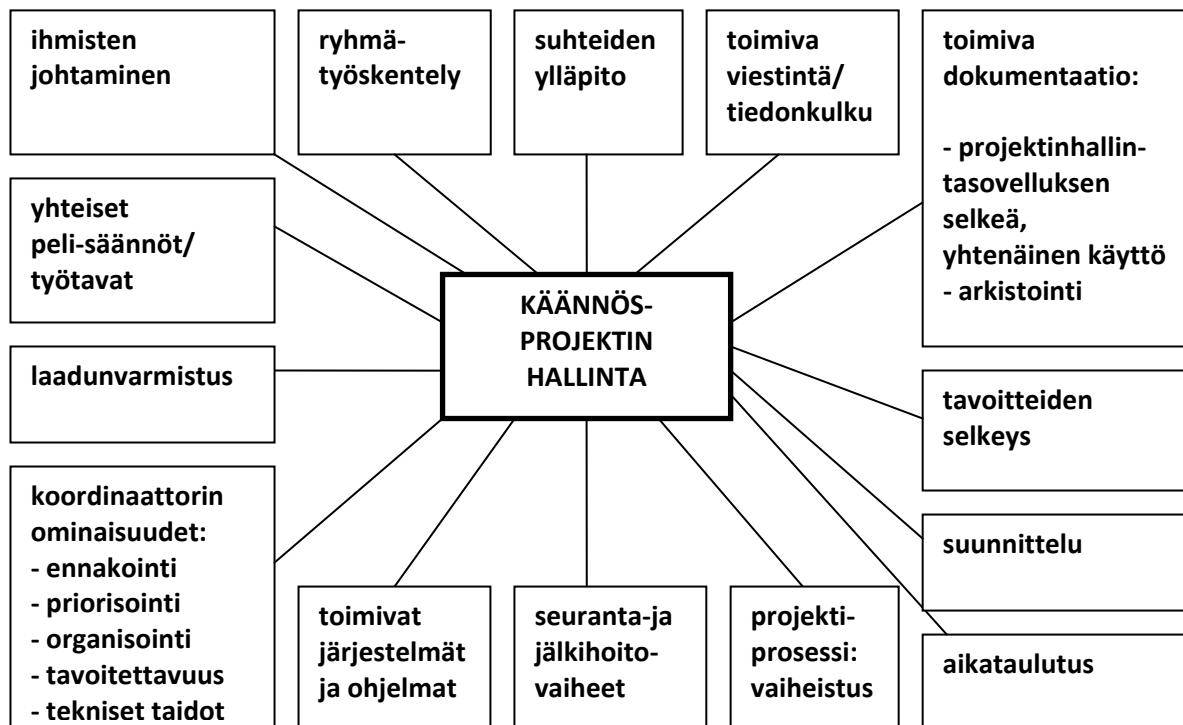 ihmisten
johtaminen
ryhmä-
työskentely
suhteiden
ylläpito
toimiva
viestintä/
tiedonkulku
toimiva
dokumentaatio:
- projektinhallin-
tasovelluksen
selkeä,
yhtenäinen käyttö
- arkistointi
yhteiset
peli-säännöt/
työtavat
KÄÄNNÖS-
PROJEKTIN
HALLINTA
laadunvarmistus
tavoitteiden
selkeys
koordinaattorin
ominaisuudet:
- ennakointi
- priorisointi
- organisointi
- tavoitettavuus
- tekniset taidot
toimivat
järjestelmät
ja ohjelmat
seuranta-ja
jälkihoito-
vaiheet
projekti-
prosessi:
vaiheistus
suunnittelu
aikataulutus